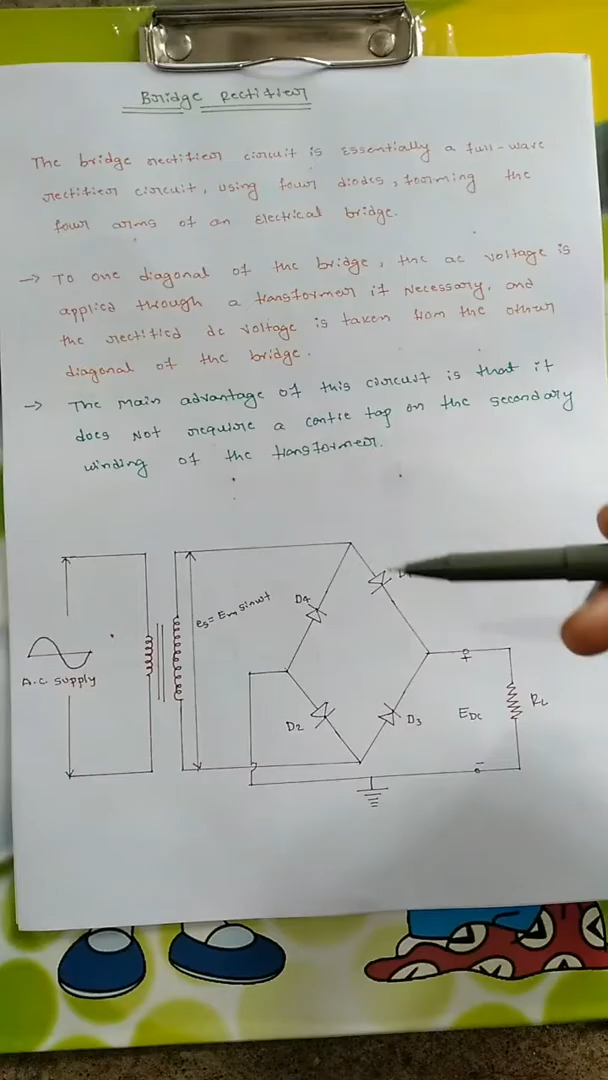 Bridge Rectifier
The bridge rectifier circuit is essentially a full-wave
rectifier circuit, using four diodes, forming the
four arms of an electrical bridge.
→ To one diagonal of the bridge, the ac voltage is
applied through a transformer if necessary, and
the rectified dc voltage is taken from the other
diagonal of the bridge.
→ The main advantage of this circuit is that it
does not require a contre tap on the secondary
winding of the transformer.
D4
es = Em sinωt
A.C. supply
+
D2
D3
EDC
RL
-